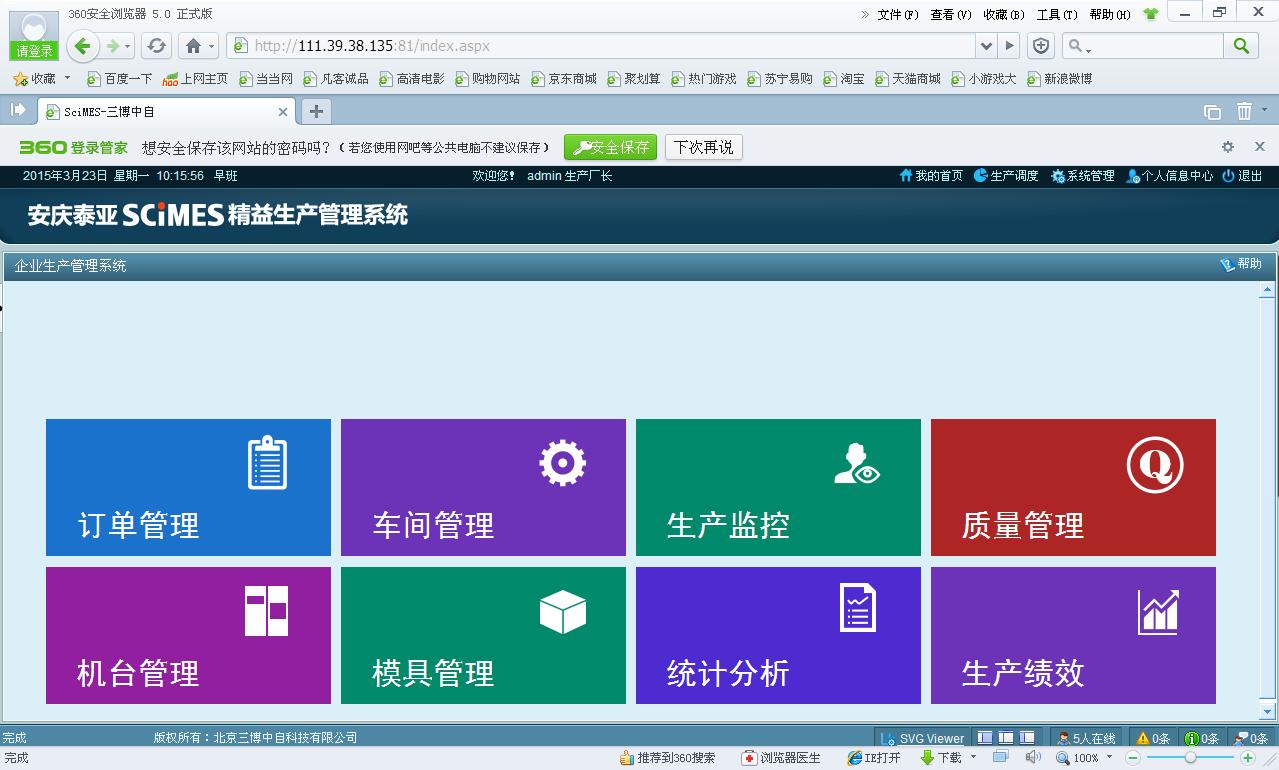 360安全浏览器 5.0 正式版
» 文件(F) 查看(V) 收藏(B) 工具(T) 帮助(H)
请登录
http://111.39.38.135:81/index.aspx
收藏 百度一下 hao 上网主页 当当网 凡客诚品 高清电影 购物网站 京东商城 聚划算 热门游戏 苏宁易购 淘宝 天猫商城 小游戏大 新浪微博
SciMES-三博中自
360 登录管家 想安全保存该网站的密码吗?(若您使用网吧等公共电脑不建议保存) 安全保存 下次再说
2015年3月23日 星期一 10:15:56 早班 欢迎您! admin 生产厂长 我的首页 生产调度 系统管理 个人信息中心 退出
安庆泰亚 SCiMES 精益生产管理系统
企业生产管理系统 帮助
订单管理 车间管理 生产监控 Q 质量管理
机台管理 模具管理 统计分析 生产绩效
完成 版权所有:北京三博中自科技有限公司 SVG Viewer 5人在线 0条 0条 0条
完成 推荐到360搜索 浏览器医生 IE打开 下载 100%